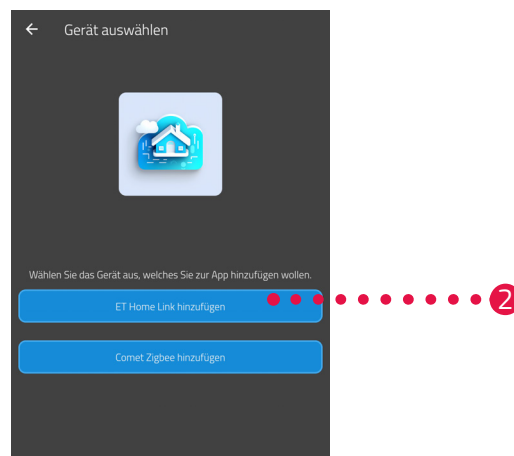 Gerät auswählen
Wählen Sie das Gerät aus, welches Sie zur App hinzufügen wollen.
ET Home Link hinzufügen
2
Comet Zigbee hinzufügen